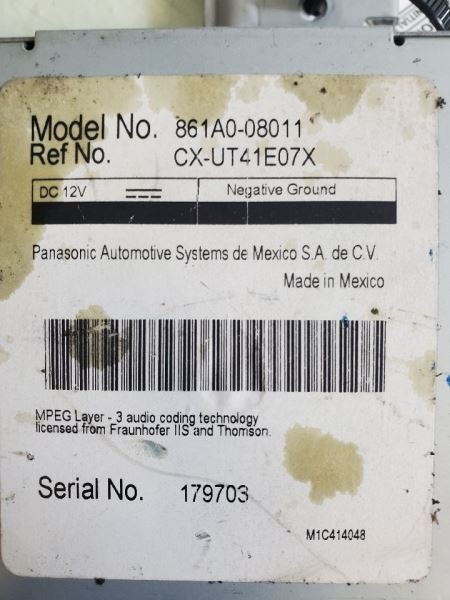 Model No. 861A0-08011
Ref No. CX-UT41E07X
DC 12V Negative Ground
Panasonic Automotive Systems de Mexico S.A. de C.V.
Made in Mexico
MPEG Layer - 3 audio coding technology
licensed from Fraunhofer IIS and Thomson.
Serial No. 179703
M1C414048